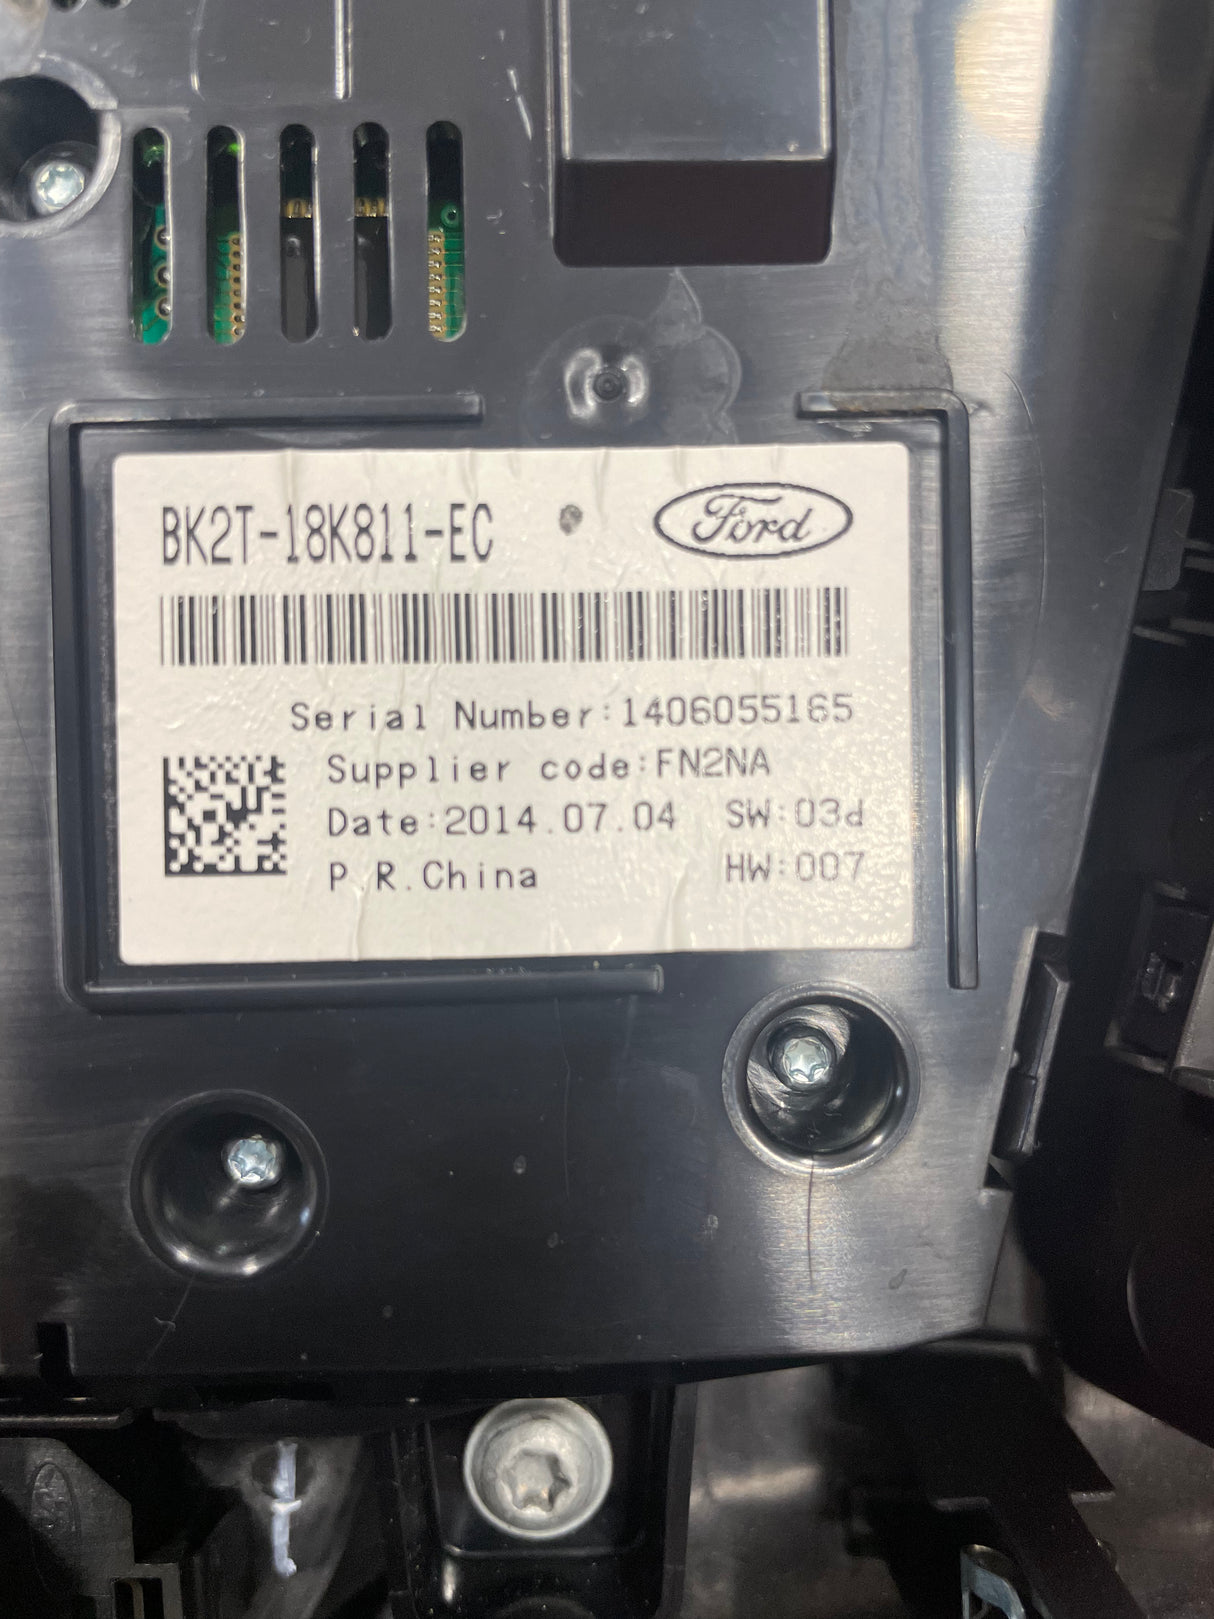 BK2T-18K811-EC
Ford
Serial Number:1406055165
Supplier code:FN2NA
Date:2014.07.04 SW:03d
P.R.China HW:007